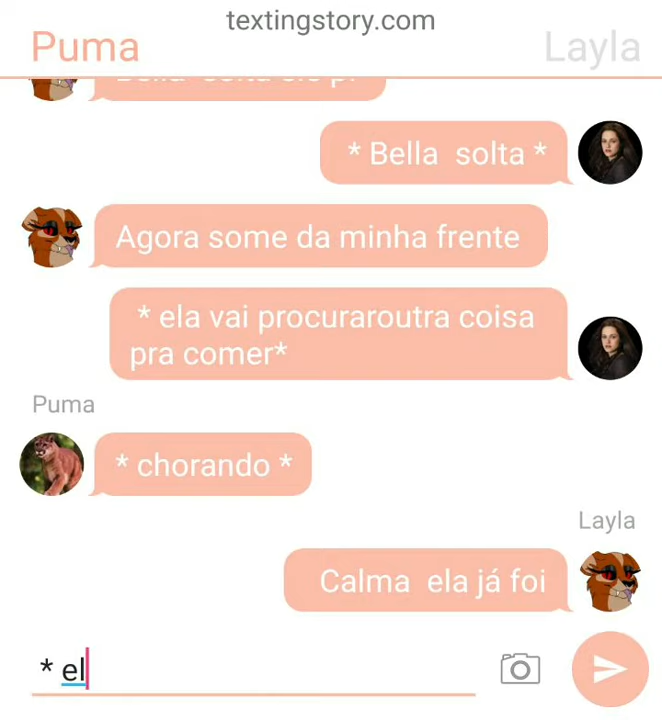 textingstory.com
Puma
Layla
* Bella solta *
Agora some da minha frente
* ela vai procuraroutra coisa
pra comer*
Puma
* chorando *
Layla
Calma ela já foi
* el